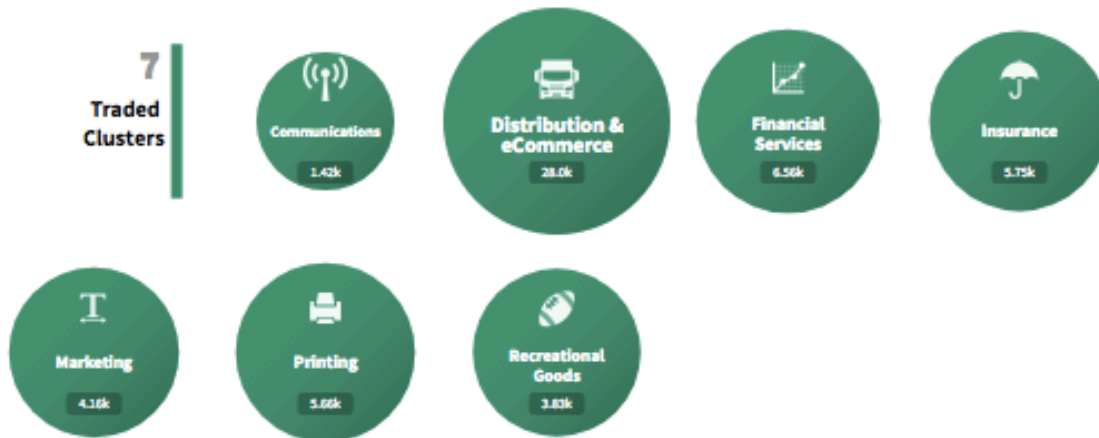 7
Traded
Clusters
Communications
1.42k
Distribution &
eCommerce
28.0k
Financial
Services
6.56k
Insurance
5.75k
Marketing
4.16k
Printing
5.66k
Recreational
Goods
3.83k